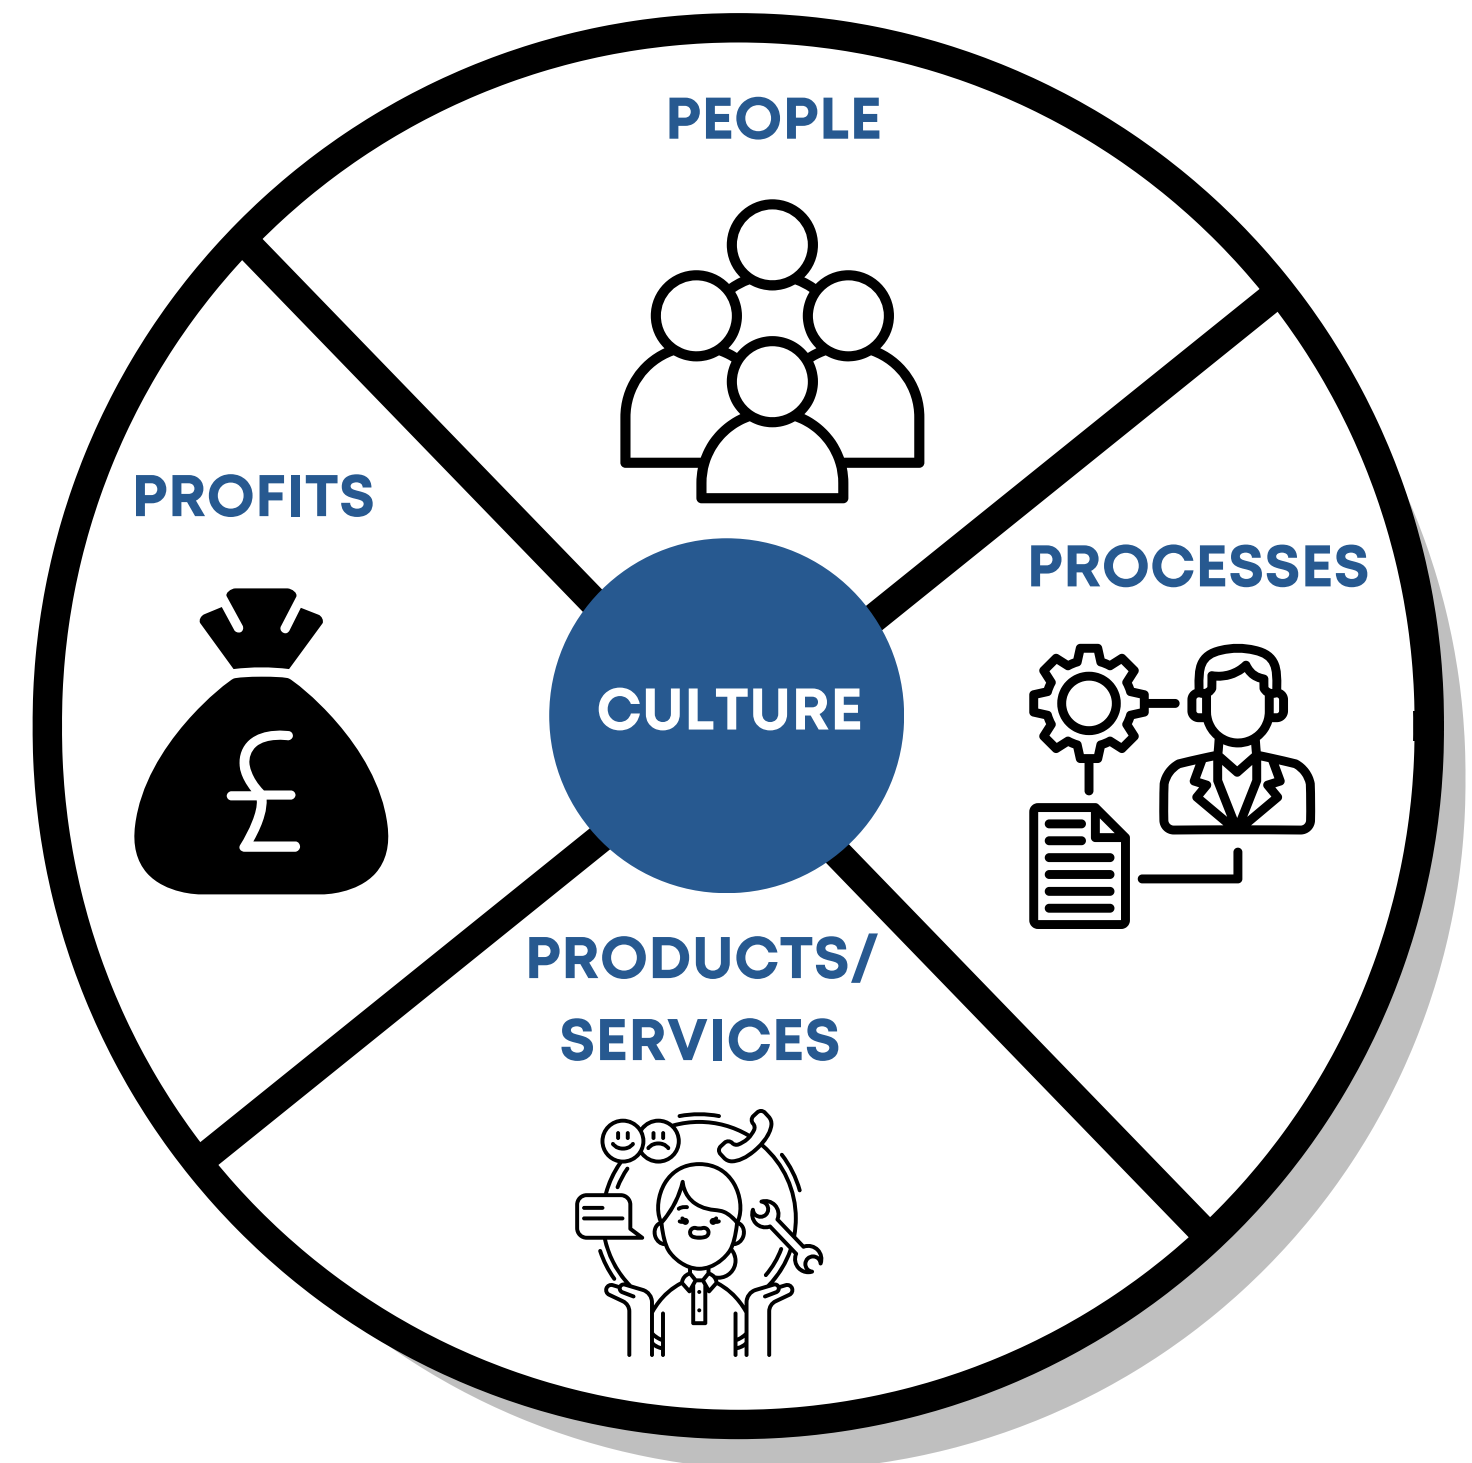 PEOPLE
PROFITS
PROCESSES
CULTURE
£
PRODUCTS/
SERVICES